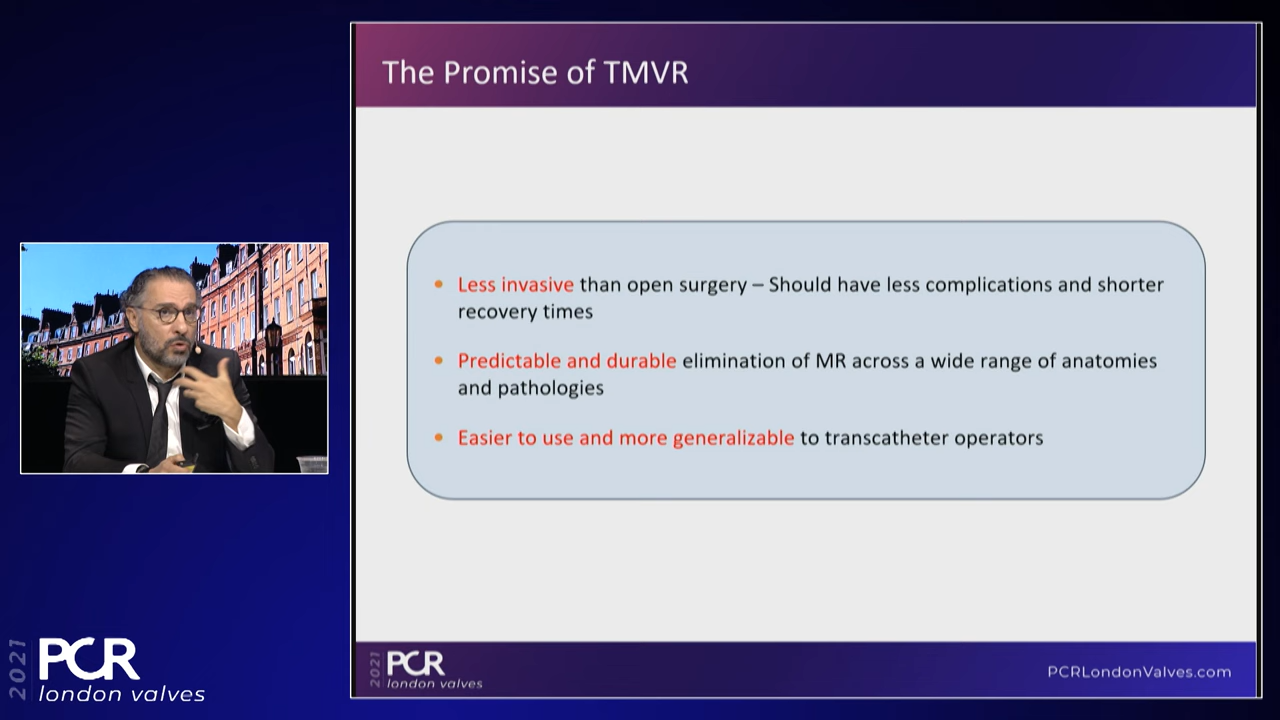 The Promise of TMVR
• Less invasive than open surgery – Should have less complications and shorter
recovery times
• Predictable and durable elimination of MR across a wide range of anatomies
and pathologies
• Easier to use and more generalizable to transcatheter operators
2021 PCR
london valves
PCRLondonValves.com
2021 PCR
london valves